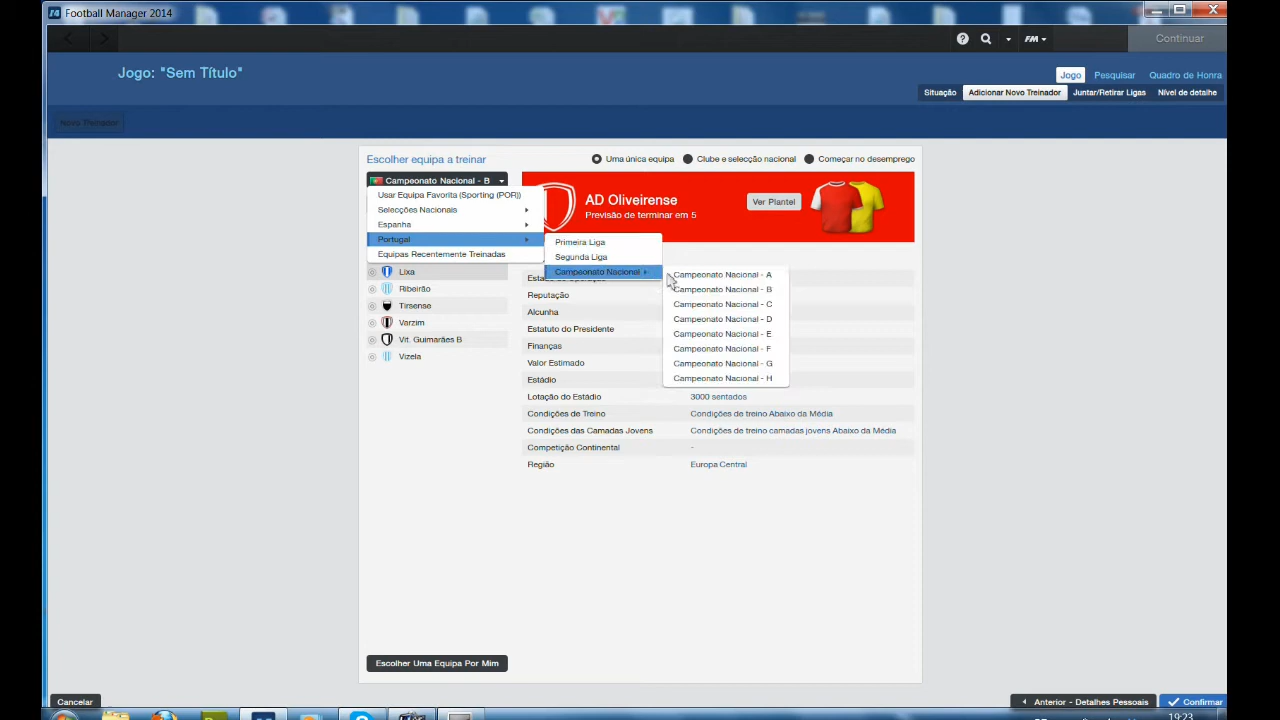 Football Manager 2014
FM
Continuar
Jogo: "Sem Título"
Jogo
Pesquisar
Quadro de Honra
Situação
Adicionar Novo Treinador
Juntar/Retirar Ligas
Nível de detalhe
Novo Treinador
Escolher equipa a treinar
Uma única equipa
Clube e selecção nacional
Começar no desemprego
Campeonato Nacional - B
Usar Equipa Favorita (Sporting (POR))
Selecções Nacionais
Espanha
Portugal
Equipas Recentemente Treinadas
Primeira Liga
Segunda Liga
Campeonato Nacional
Campeonato Nacional - A
Campeonato Nacional - B
Campeonato Nacional - C
Campeonato Nacional - D
Campeonato Nacional - E
Campeonato Nacional - F
Campeonato Nacional - G
Campeonato Nacional - H
AD Oliveirense
Previsão de terminar em 5
Ver Plantel
Lixa
Ribeirão
Tirsense
Varzim
Vit. Guimarães B
Vizela
Reputação
Alcunha
Estatuto do Presidente
Finanças
Valor Estimado
Estádio
Lotação do Estádio
3000 sentados
Condições de Treino
Condições de treino Abaixo da Média
Condições das Camadas Jovens
Condições de treino camadas jovens Abaixo da Média
Competição Continental
-
Região
Europa Central
Escolher Uma Equipa Por Mim
Cancelar
Anterior - Detalhes Pessoais
Confirmar
19:23